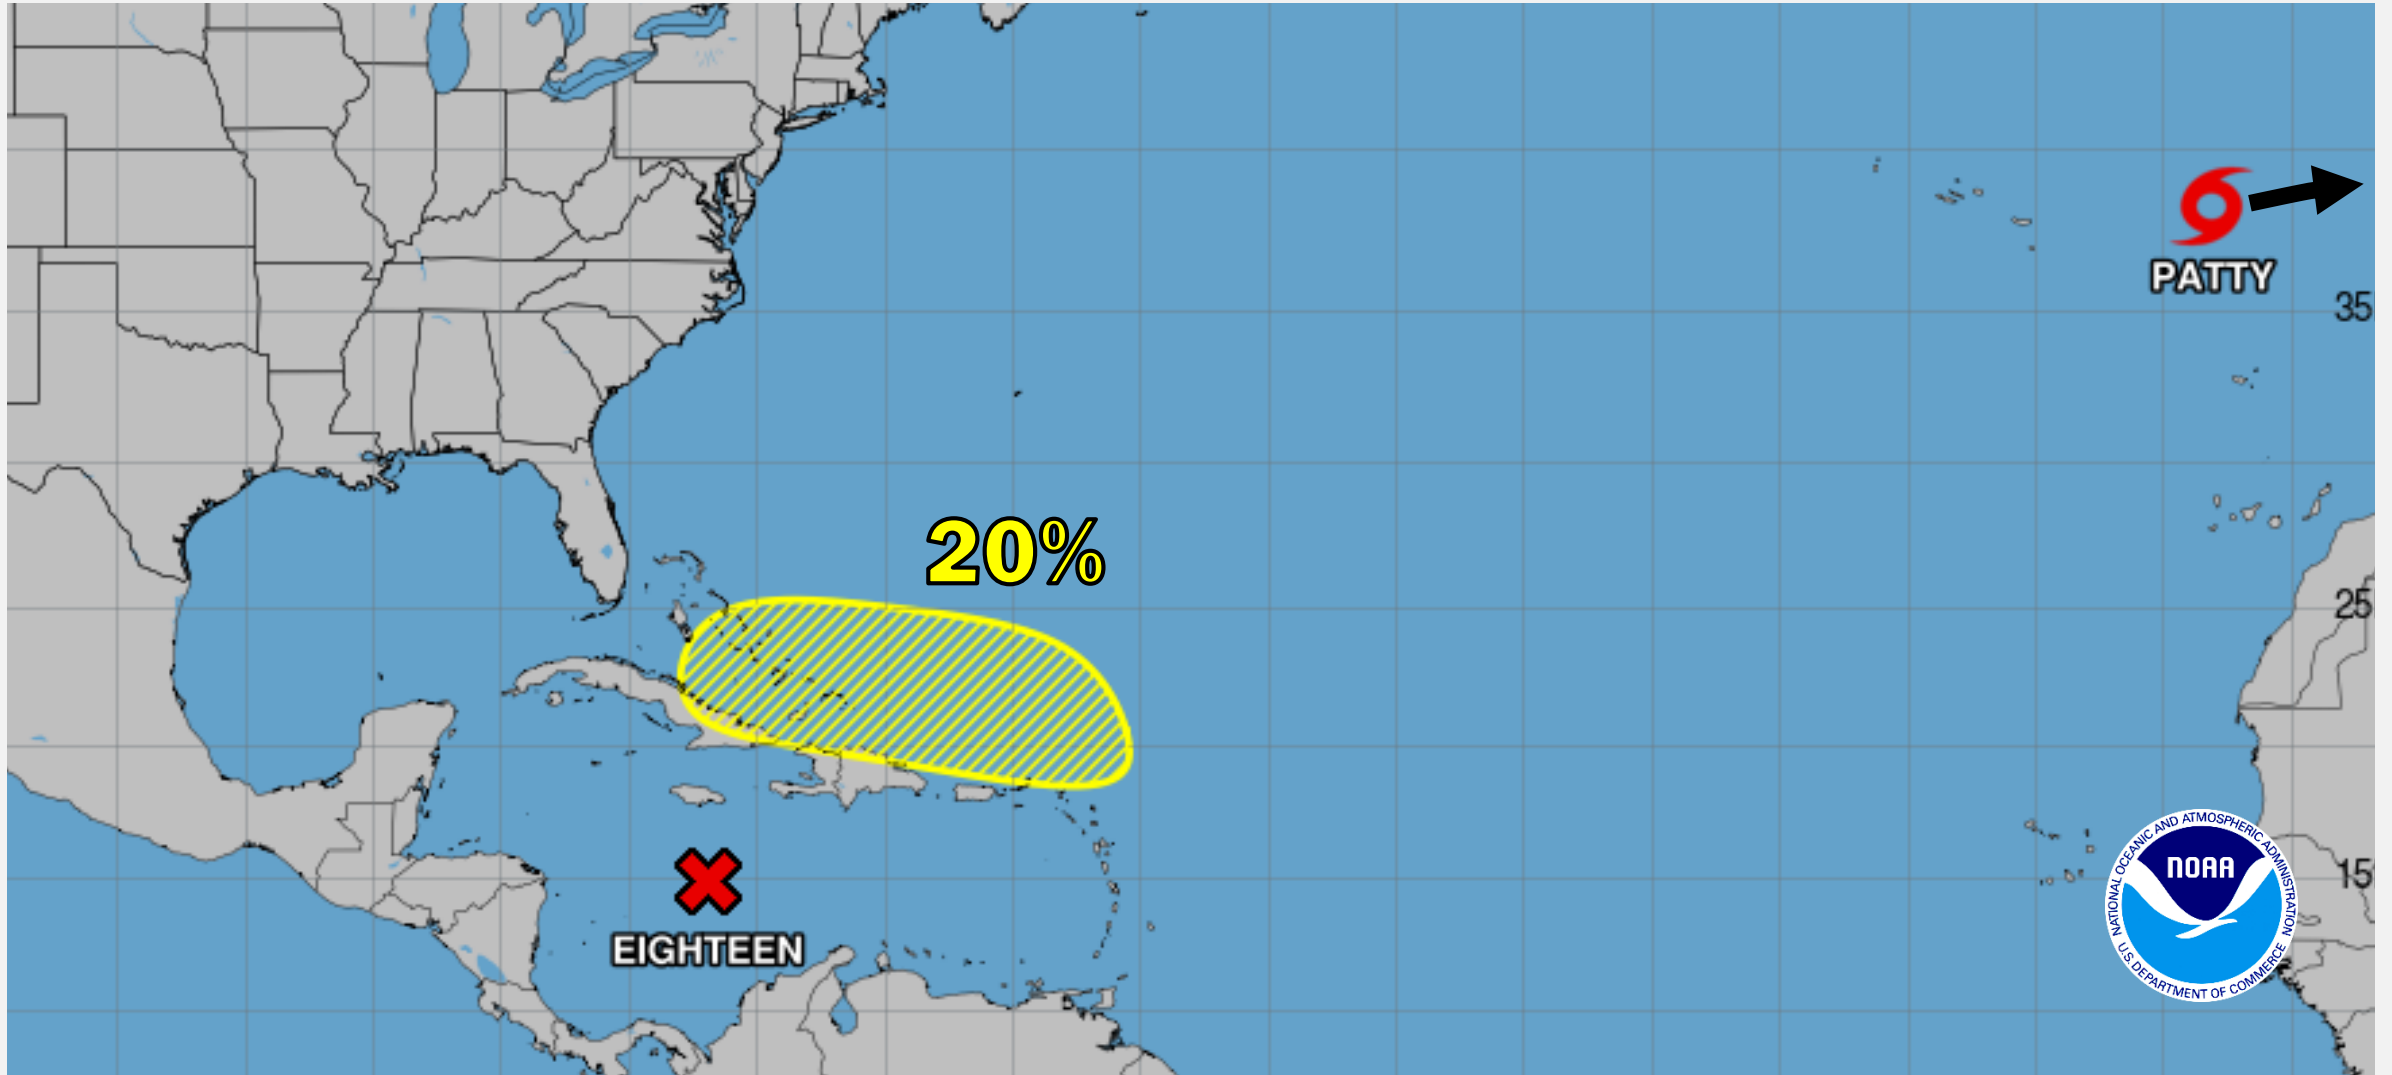 PATTY
35
20%
25
NATIONAL OCEANIC AND ATMOSPHERIC ADMINISTRATION
NOAA
15
U.S. DEPARTMENT OF COMMERCE
EIGHTEEN